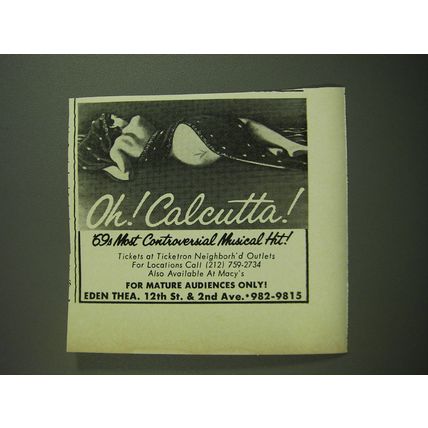 Oh! Calcutta!
'69s Most Controversial Musical Hit!
Tickets at Ticketron Neighborh'd Outlets
For Locations Call (212) 759-2734
Also Available At Macy's
FOR MATURE AUDIENCES ONLY!
EDEN THEA. 12th St. & 2nd Ave.•982-9815